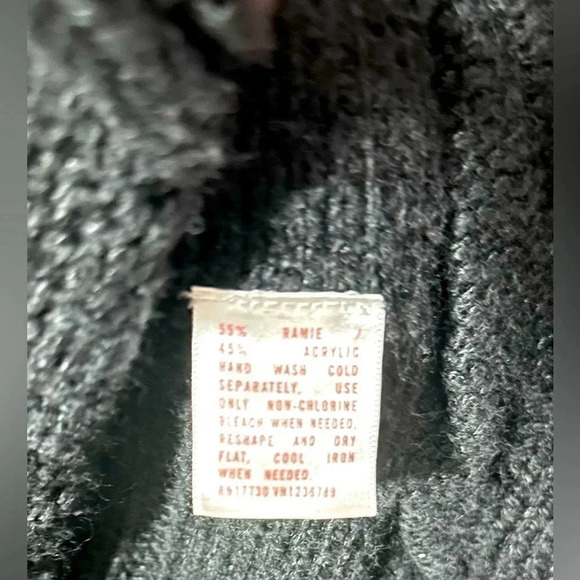 55% RAMIE
45% ACRYLIC
HAND WASH COLD
SEPARATELY, USE
ONLY NON-CHLORINE
BLEACH WHEN NEEDED.
RESHAPE AND DRY
FLAT, COOL IRON
WHEN NEEDED.